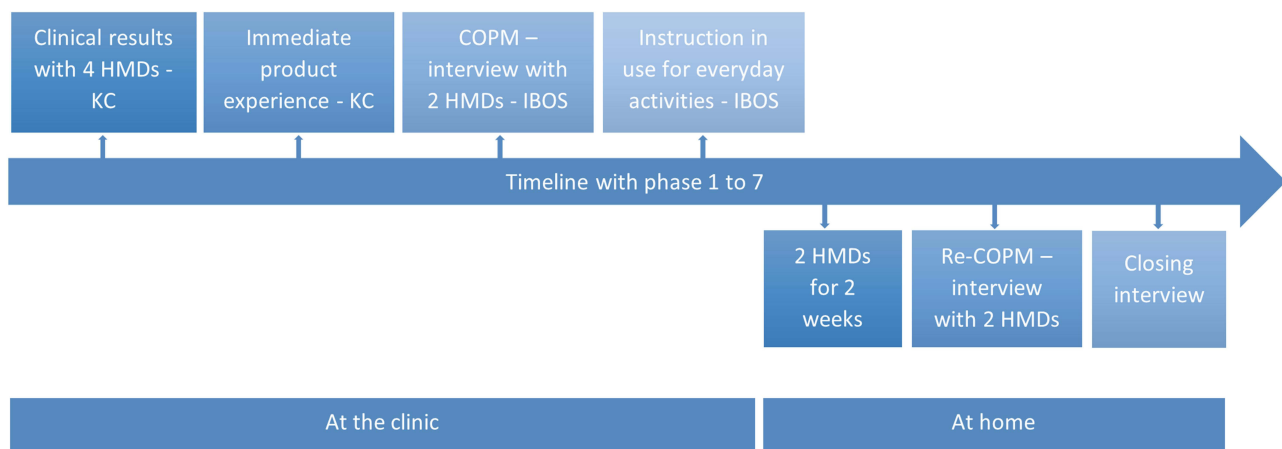 Clinical results
with 4 HMDs -
KC
Immediate
product
experience - KC
COPM –
interview with
2 HMDs - IBOS
Instruction in
use for everyday
activities - IBOS
Timeline with phase 1 to 7
2 HMDs
for 2
weeks
Re-COPM –
interview
with 2 HMDs
Closing
interview
At the clinic
At home